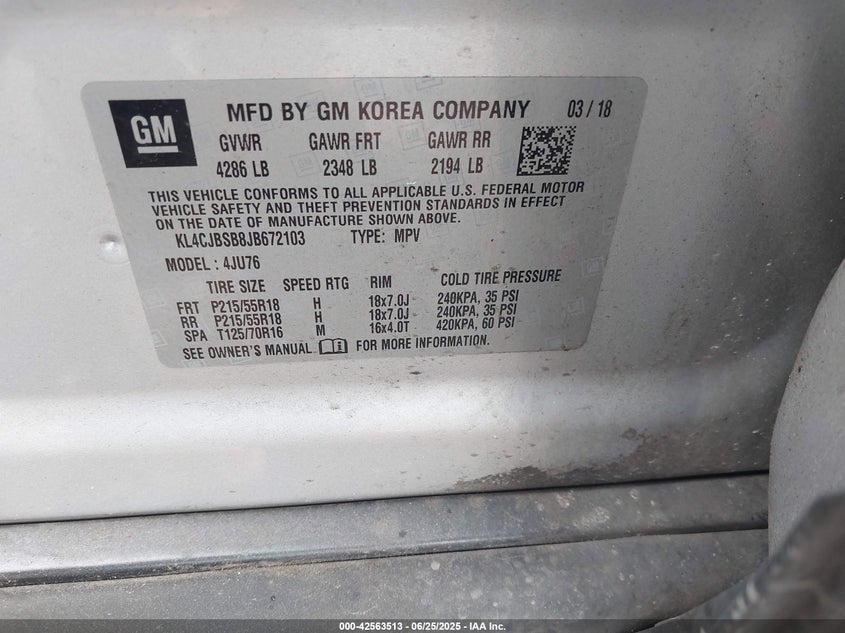 GM
MFD BY GM KOREA COMPANY 03 / 18
GVWR GAWR FRT GAWR RR
4286 LB 2348 LB 2194 LB
THIS VEHICLE CONFORMS TO ALL APPLICABLE U.S. FEDERAL MOTOR
VEHICLE SAFETY AND THEFT PREVENTION STANDARDS IN EFFECT
ON THE DATE OF MANUFACTURE SHOWN ABOVE.
KL4CJBSB8JB672103 TYPE: MPV
MODEL : 4JU76
TIRE SIZE SPEED RTG RIM COLD TIRE PRESSURE
FRT P215/55R18 H 18x7.0J 240KPA, 35 PSI
RR P215/55R18 H 18x7.0J 240KPA, 35 PSI
SPA T125/70R16 M 16x4.0T 420KPA, 60 PSI
SEE OWNER'S MANUAL FOR MORE INFORMATION.
000-42563513 - 06/25/2025 - IAA Inc.